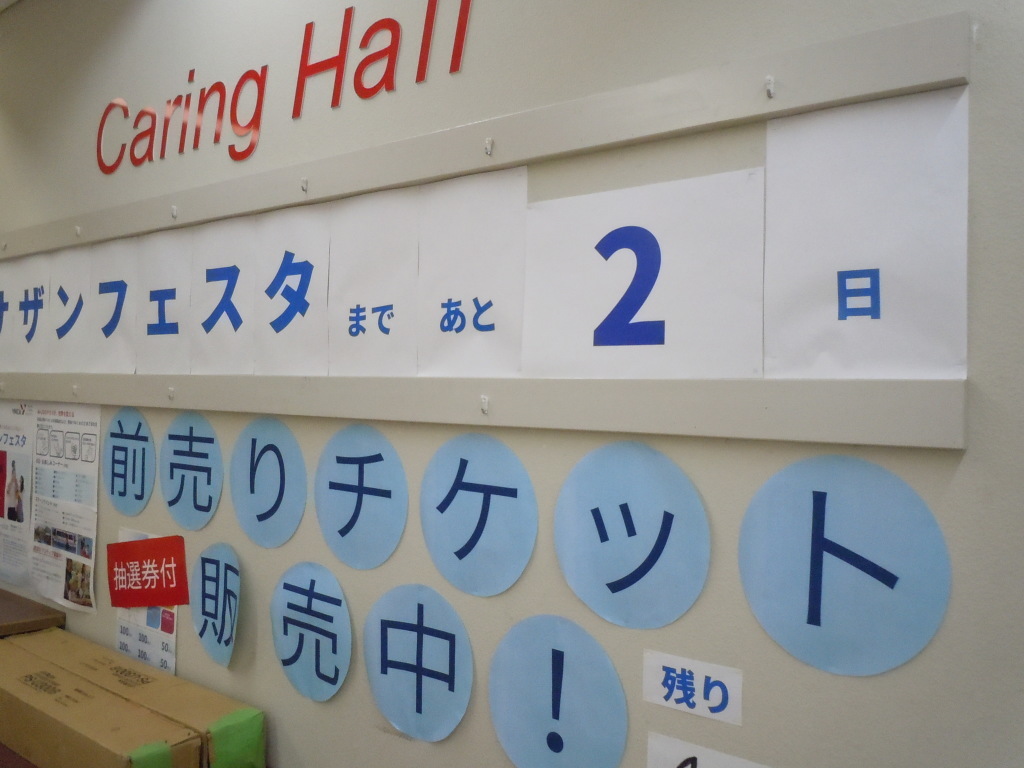 Caring Hall
サザンフェスタ まで あと 2 日
前売りチケット
抽選券付
販売中!
残り